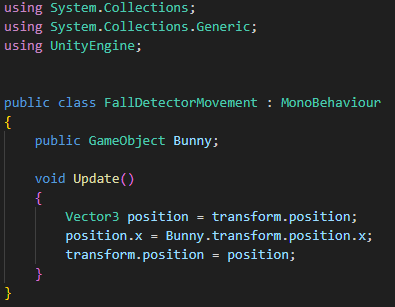 using System.Collections;
using System.Collections.Generic;
using UnityEngine;
public class FallDetectorMovement : MonoBehaviour
{
    public GameObject Bunny;
    void Update()
    {
        Vector3 position = transform.position;
        position.x = Bunny.transform.position.x;
        transform.position = position;
    }
}